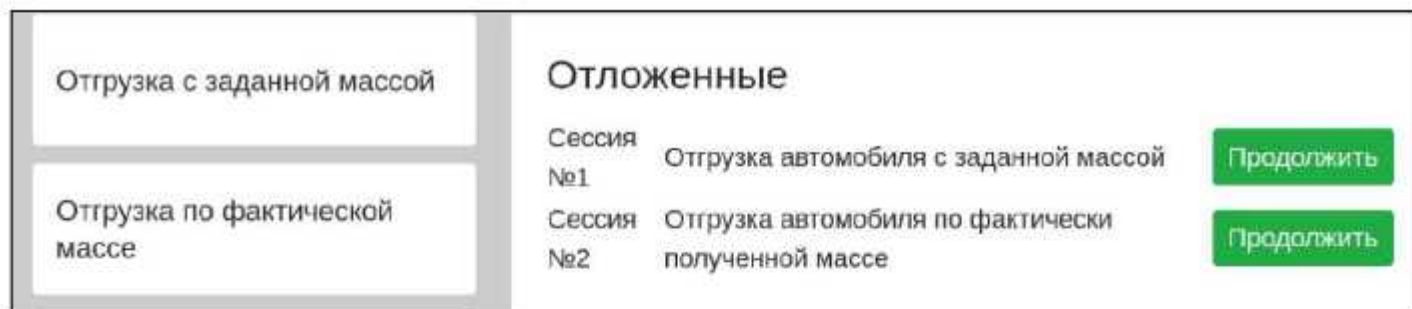 Отгрузка с заданной массой
Отгрузка по фактической
массе
Отложенные
Сессия
№1
Отгрузка автомобиля с заданной массой
Продолжить
Сессия
№2
Отгрузка автомобиля по фактически
полученной массе
Продолжить